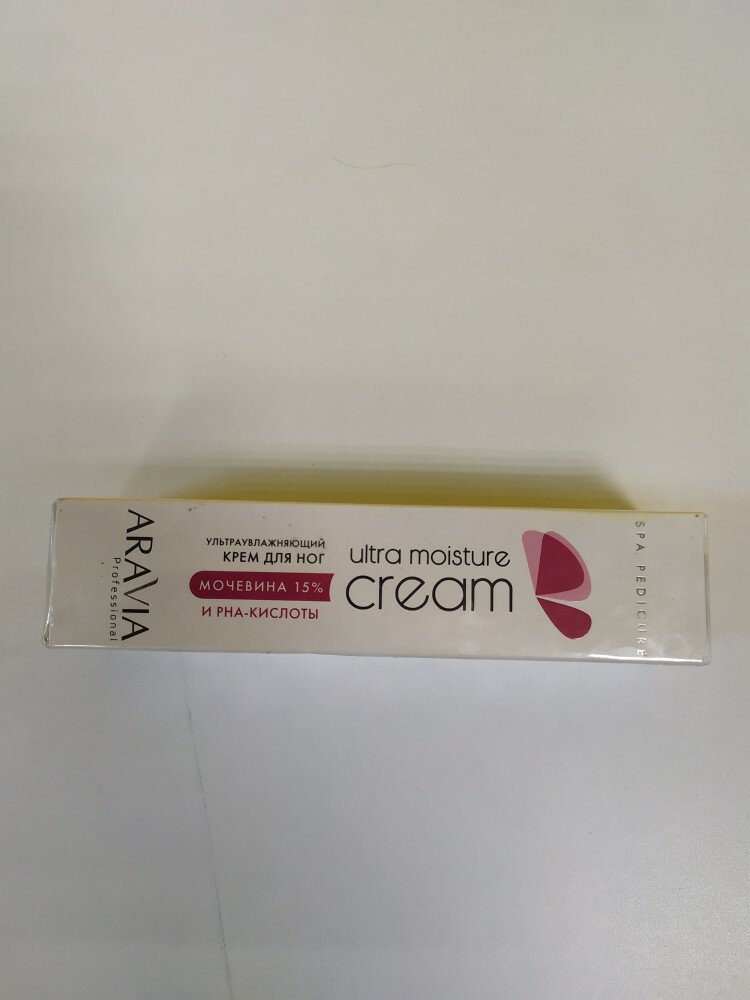 ARAVIA
Professional
УЛЬТРАУВЛАЖНЯЮЩИЙ
КРЕМ ДЛЯ НОГ
МОЧЕВИНА 15%
И PHA-КИСЛОТЫ
ultra moisture
cream
SPA PEDICURE